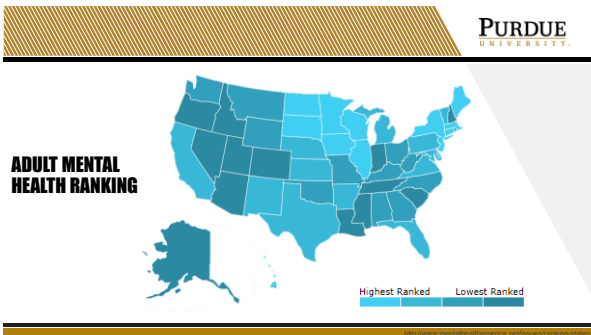 PURDUE
UNIVERSITY.
ADULT MENTAL
HEALTH RANKING
Highest Ranked Lowest Ranked